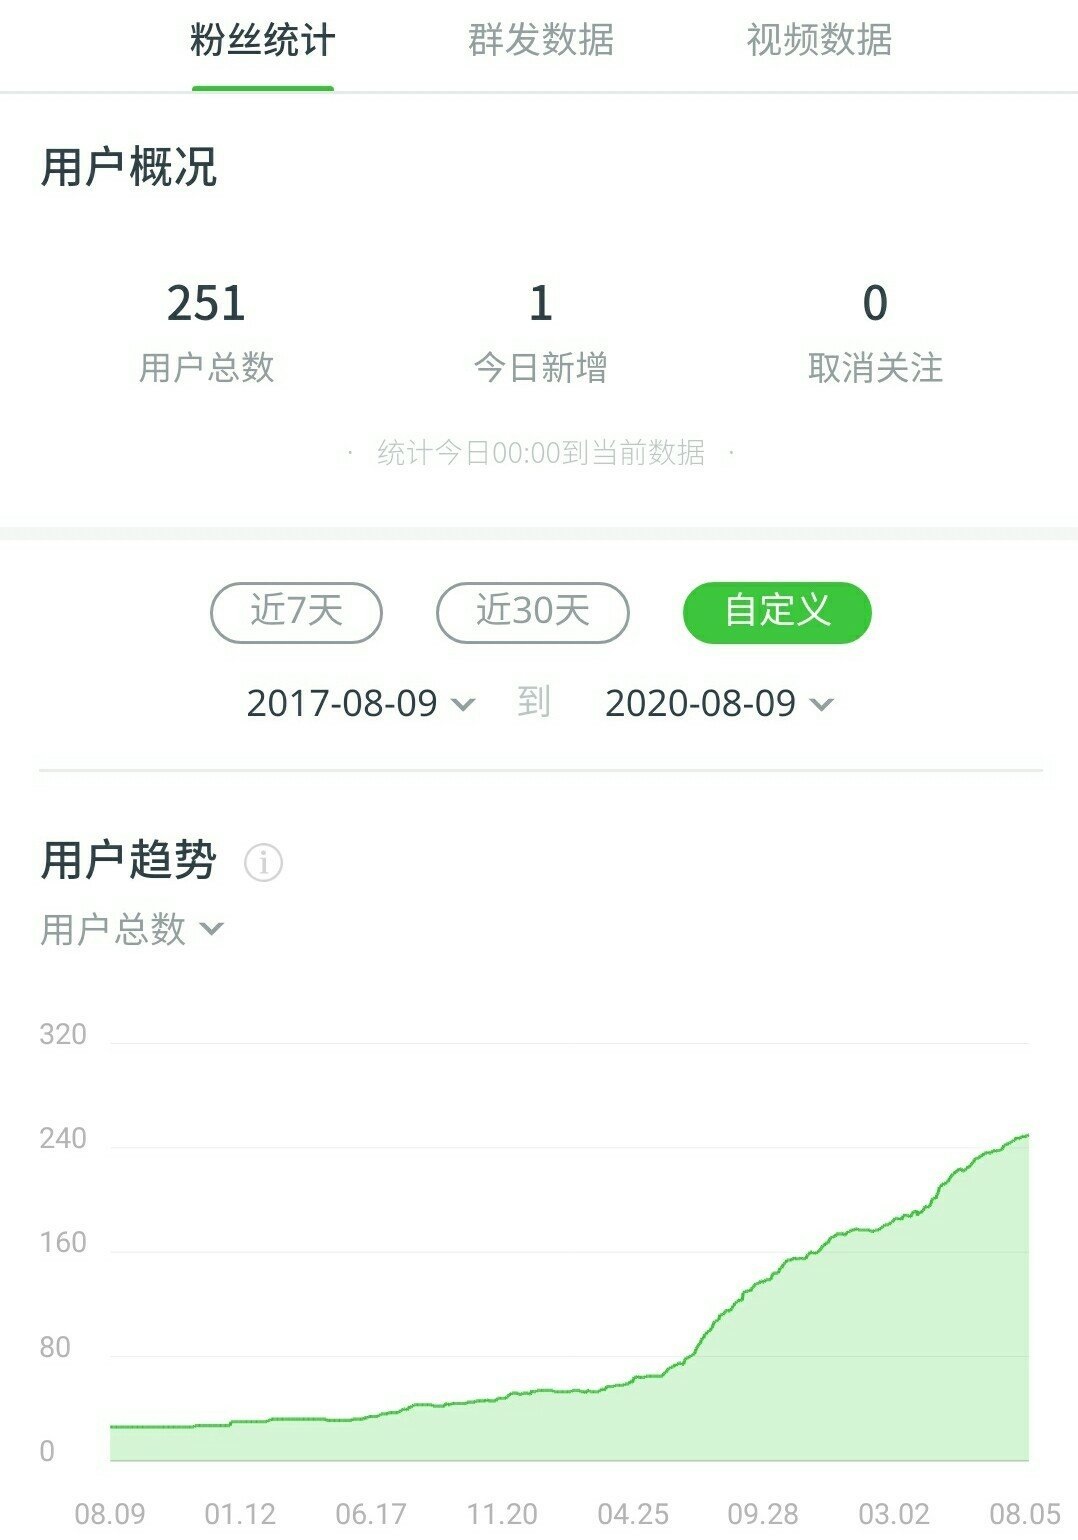 粉丝统计 群发数据 视频数据
用户概况
251 1 0
用户总数 今日新增 取消关注
· 统计今日00:00到当前数据 ·
近7天 近30天 自定义
2017-08-09 到 2020-08-09
用户趋势 i
用户总数
320
240
160
80
0
08.09 01.12 06.17 11.20 04.25 09.28 03.02 08.05